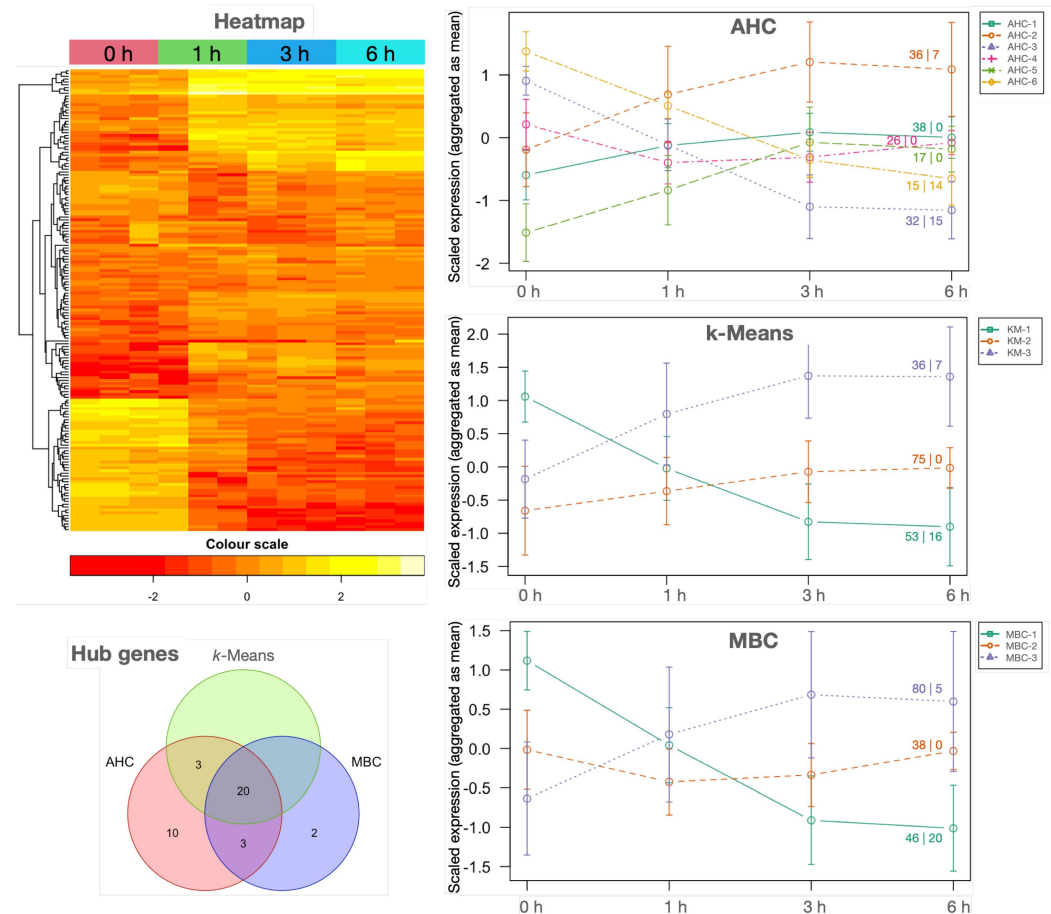 Heatmap
0 h 1 h 3 h 6 h
Colour scale
-2 0 2
Hub genes
k-Means
AHC
MBC
3
20
10
3
2
AHC
Scaled expression (aggregated as mean)
1
0
-1
-2
0 h 1 h 3 h 6 h
36 | 7
38 | 0
26 | 0
17 | 0
15 | 14
32 | 15
AHC-1
AHC-2
AHC-3
AHC-4
AHC-5
AHC-6
k-Means
Scaled expression (aggregated as mean)
2.0
1.5
1.0
0.5
0.0
-0.5
-1.0
-1.5
0 h 1 h 3 h 6 h
36 | 7
75 | 0
53 | 16
KM-1
KM-2
KM-3
MBC
Scaled expression (aggregated as mean)
1.5
1.0
0.5
0.0
-0.5
-1.0
-1.5
0 h 1 h 3 h 6 h
80 | 5
38 | 0
46 | 20
MBC-1
MBC-2
MBC-3